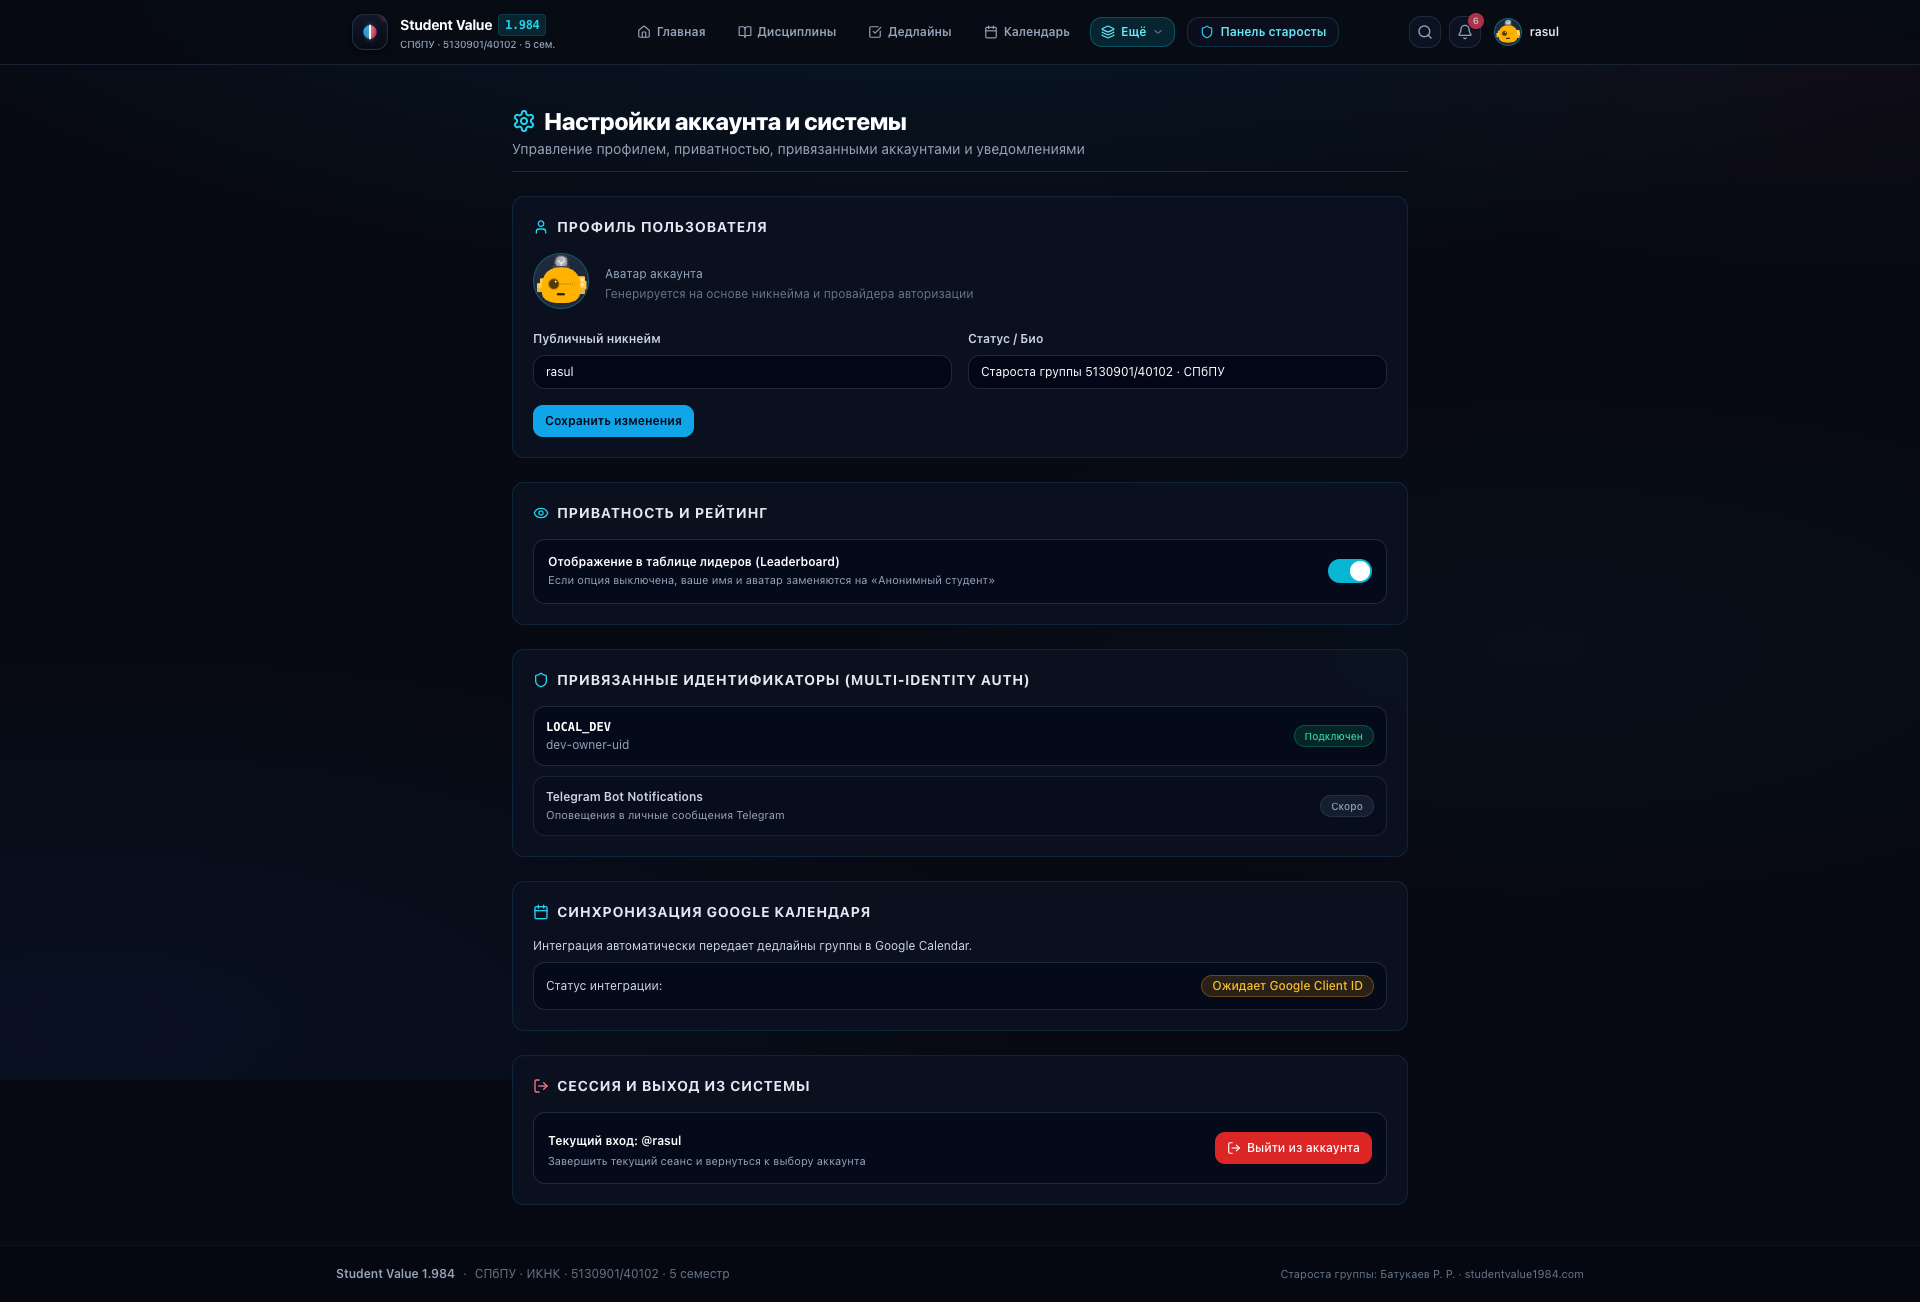 Student Value 1.984
СПбПУ · 5130901/40102 · 5 сем.
Главная
Дисциплины
Дедлайны
Календарь
Ещё
Панель старосты
6
rasul
Настройки аккаунта и системы
Управление профилем, приватностью, привязанными аккаунтами и уведомлениями
ПРОФИЛЬ ПОЛЬЗОВАТЕЛЯ
Аватар аккаунта
Генерируется на основе никнейма и провайдера авторизации
Публичный никнейм
rasul
Статус / Био
Староста группы 5130901/40102 · СПбПУ
Сохранить изменения
ПРИВАТНОСТЬ И РЕЙТИНГ
Отображение в таблице лидеров (Leaderboard)
Если опция выключена, ваше имя и аватар заменяются на «Анонимный студент»
ПРИВЯЗАННЫЕ ИДЕНТИФИКАТОРЫ (MULTI-IDENTITY AUTH)
LOCAL_DEV
dev-owner-uid
Подключен
Telegram Bot Notifications
Оповещения в личные сообщения Telegram
Скоро
СИНХРОНИЗАЦИЯ GOOGLE КАЛЕНДАРЯ
Интеграция автоматически передает дедлайны группы в Google Calendar.
Статус интеграции:
Ожидает Google Client ID
СЕССИЯ И ВЫХОД ИЗ СИСТЕМЫ
Текущий вход: @rasul
Завершить текущий сеанс и вернуться к выбору аккаунта
Выйти из аккаунта
Student Value 1.984 · СПбПУ · ИКНК · 5130901/40102 · 5 семестр
Староста группы: Батукаев Р. Р. · studentvalue1984.com